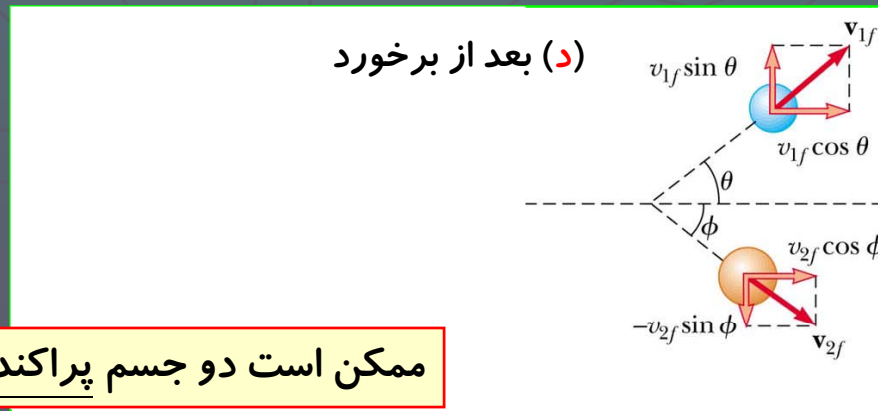 (د) بعد از برخورد
v1f
v1f sin θ
v1f cos θ
θ
ϕ
v2f cos ϕ
−v2f sin ϕ
v2f
ممکن است دو جسم پراکند